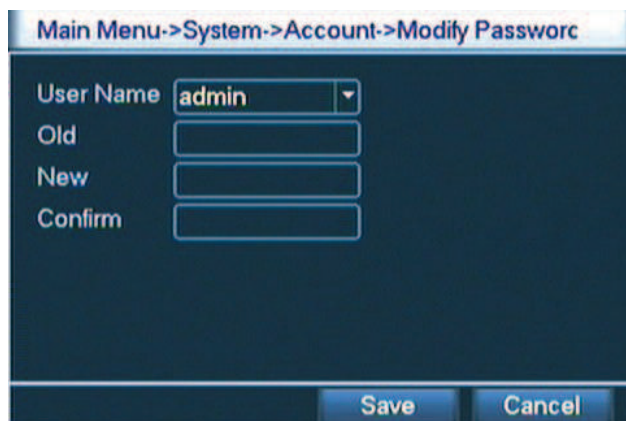 Main Menu->System->Account->Modify Passworc
User Name admin
Old
New
Confirm
Save Cancel